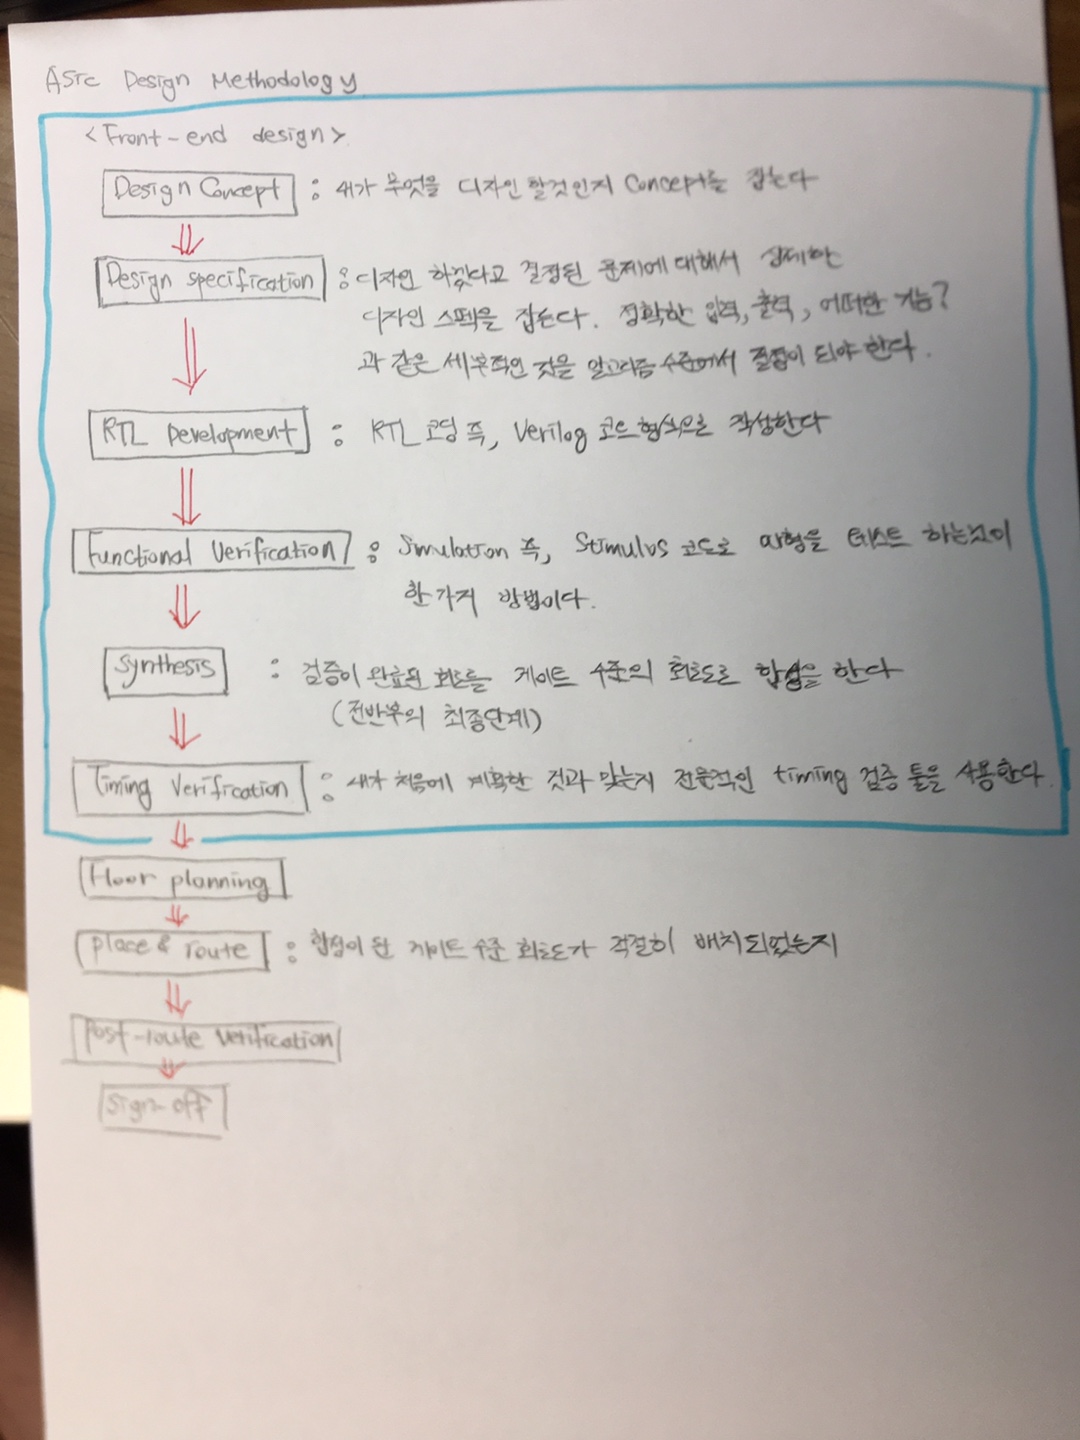 ASIC Design Methodology
<Front-end design>
Design Concept : 내가 무엇을 디자인 할것인지 Concept를 잡는다
Design specification : 디자인 하겠다고 결정된 문제에 대해서 상세한
디자인 스펙을 잡는다. 정확한 입력, 출력, 어떠한 기능?
과 같은 세부적인 것을 알고리즘 수준에서 결정이 되야 한다.
RTL Development : RTL 코딩 즉, Verilog 코드 형식으로 작성한다
Functional Verification : Simulation 즉, Stimulus 코드로 테스트 하는것이
한가지 방법이다.
Synthesis : 검증이 완료된 회로를 게이트 수준의 회로도로 합성을 한다
(전반부의 최종단계)
Timing Verification : 내가 처음에 계획한 것과 맞는지 전문적인 timing 검증 툴을 사용한다.
Floor planning
place & route : 합성이 된 게이트 수준 회로도가 적절히 배치되었는지
Post-route verification
Sign-off